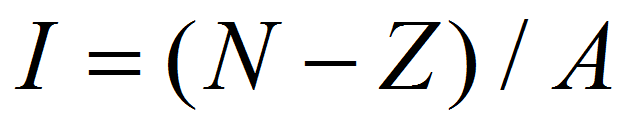 I = (N − Z) / A